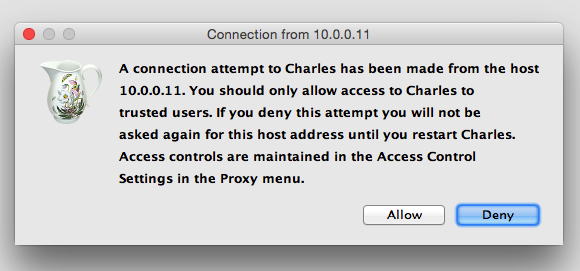 Connection from 10.0.0.11
A connection attempt to Charles has been made from the host
10.0.0.11. You should only allow access to Charles to
trusted users. If you deny this attempt you will not be
asked again for this host address until you restart Charles.
Access controls are maintained in the Access Control
Settings in the Proxy menu.
Allow Deny